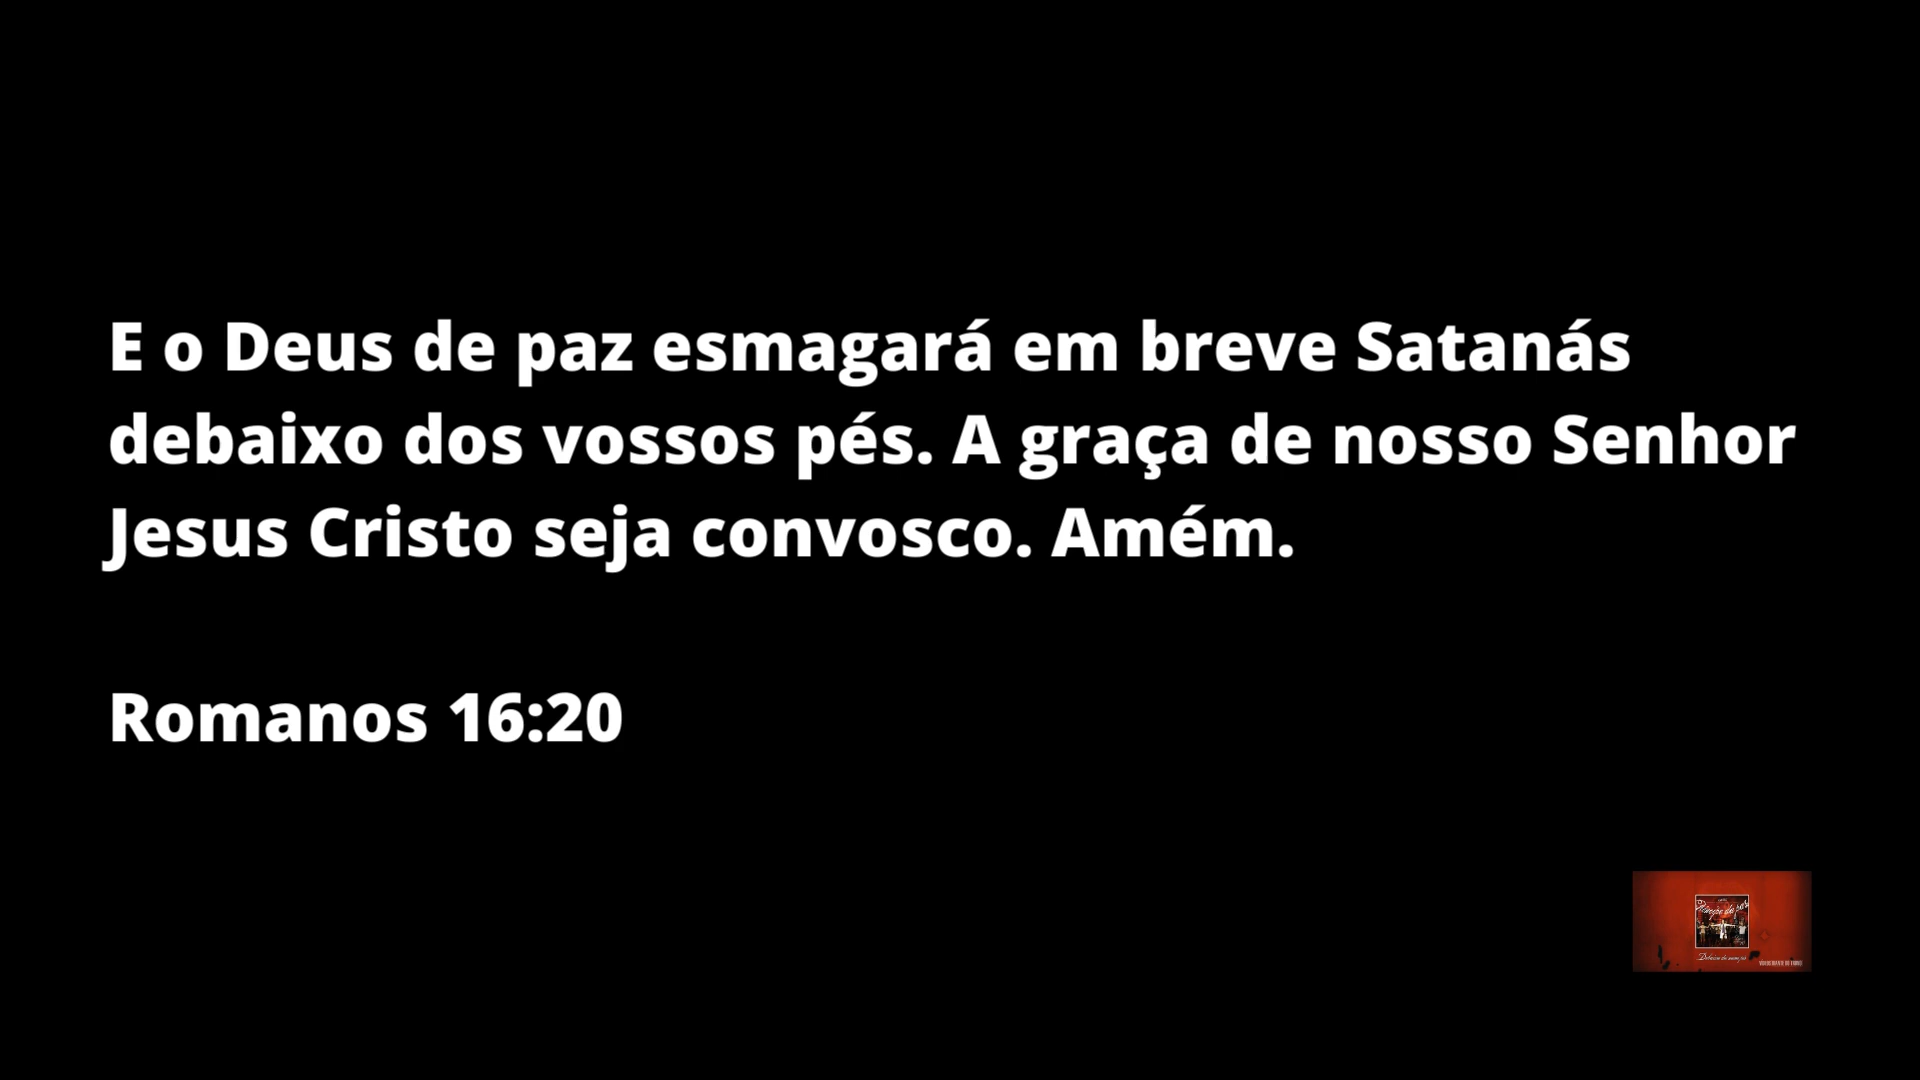 E o Deus de paz esmagará em breve Satanás
debaixo dos vossos pés. A graça de nosso Senhor
Jesus Cristo seja convosco. Amém.
Romanos 16:20